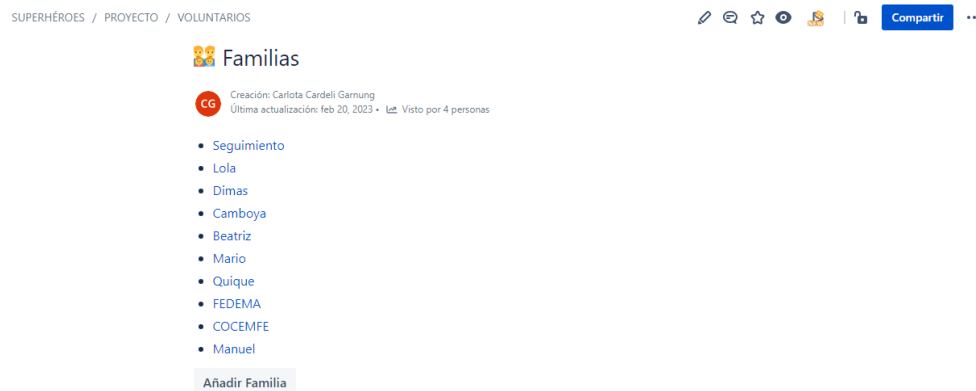 SUPERHÉROES / PROYECTO / VOLUNTARIOS
Compartir
Familias
CG
Creación: Carlota Cardeli Garnung
Última actualización: feb 20, 2023 • Visto por 4 personas
• Seguimiento
• Lola
• Dimas
• Camboya
• Beatriz
• Mario
• Quique
• FEDEMA
• COCEMFE
• Manuel
Añadir Familia